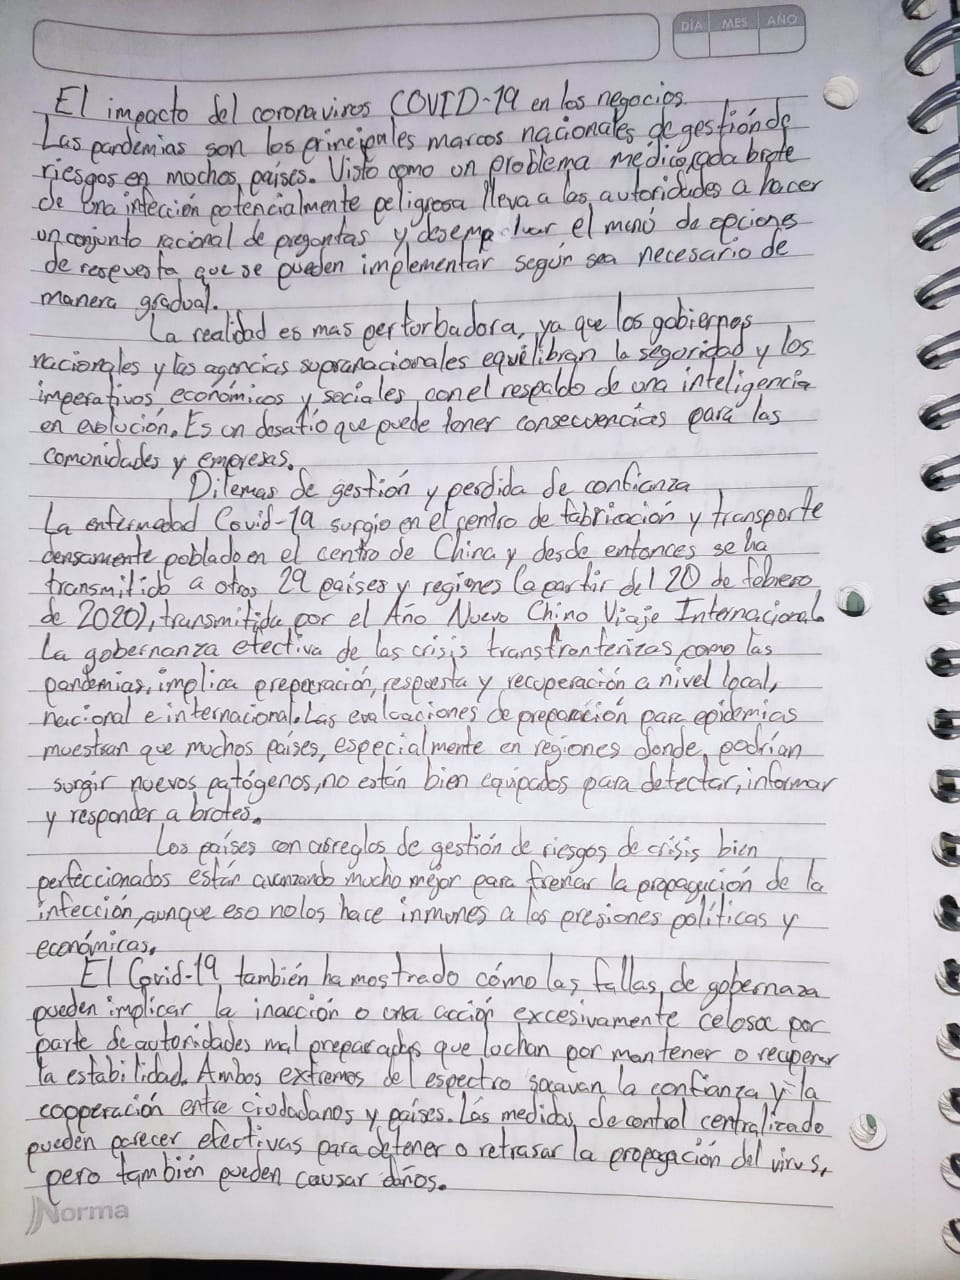 DÍA MES AÑO
El impacto del coronavirus COVID-19 en los negocios.
Las pandemias son los principales marcos nacionales de gestión de
riesgos en muchos países. Visto como un problema médico, cada brote
de una infección potencialmente peligrosa lleva a las autoridades a hacer
un conjunto racional de preguntas y desempolvar el menú de opciones
de respuesta que se pueden implementar según sea necesario de
manera gradual.
La realidad es mas perturbadora, ya que los gobiernos
nacionales y las agencias supranacionales equilibran la seguridad y los
imperativos económicos y sociales con el respaldo de una inteligencia
en evolución. Es un desafío que puede tener consecuencias para las
comunidades y empresas.
Dilemas de gestión y perdida de confianza
La enfermedad Covid-19 surgio en el centro de fabricación y transporte
densamente poblado en el centro de China y desde entonces se ha
transmitido a otros 29 países y regiones (a partir del 20 de febrero
de 2020), transmitida por el Año Nuevo Chino Viaje Internacional.
La gobernanza efectiva de las crisis transfronterizas, como las
pandemias, implica preparación, respuesta y recuperación a nivel local,
nacional e internacional. Las evaluaciones de preparación para epidemias
muestran que muchos países, especialmente en regiones donde podrían
surgir nuevos patógenos, no están bien equipados para detectar, informar
y responder a brotes.
Los países con arreglos de gestión de riesgos de crisis bien
perfeccionados están avanzando mucho mejor para frenar la propagación de la
infección, aunque eso no los hace inmunes a las presiones políticas y
económicas.
El Covid-19 también ha mostrado cómo las fallas de gobernaza
pueden implicar la inacción o una acción excesivamente celosa por
parte de autoridades mal preparadas que luchan por mantener o recuperar
la estabilidad. Ambos extremos del espectro socavan la confianza y la
cooperación entre ciudadanos y países. Las medidas de control centralizado
pueden parecer efectivas para detener o retrasar la propagación del virus,
pero también pueden causar daños.
Norma